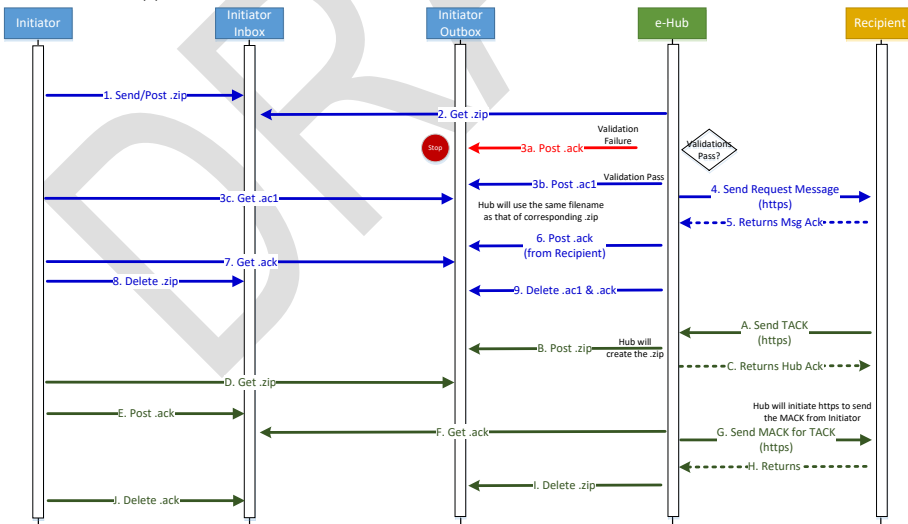 Initiator
Initiator
Inbox
Initiator
Outbox
e-Hub
Recipient
1. Send/Post .zip
2. Get .zip
Validation
Failure
Stop
3a. Post .ack
Validations
Pass?
3b. Post .ac1
Validation Pass
3c. Get .ac1
4. Send Request Message
(https)
Hub will use the same filename
as that of corresponding .zip
5. Returns Msg Ack
6. Post .ack
(from Recipient)
7. Get .ack
8. Delete .zip
9. Delete .ac1 & .ack
A. Send TACK
(https)
B. Post .zip
Hub will
create the .zip
C. Returns Hub Ack
D. Get .zip
E. Post .ack
Hub will initiate https to send
the MACK from Initiator
F. Get .ack
G. Send MACK for TACK
(https)
H. Returns
I. Delete .zip
J. Delete .ack